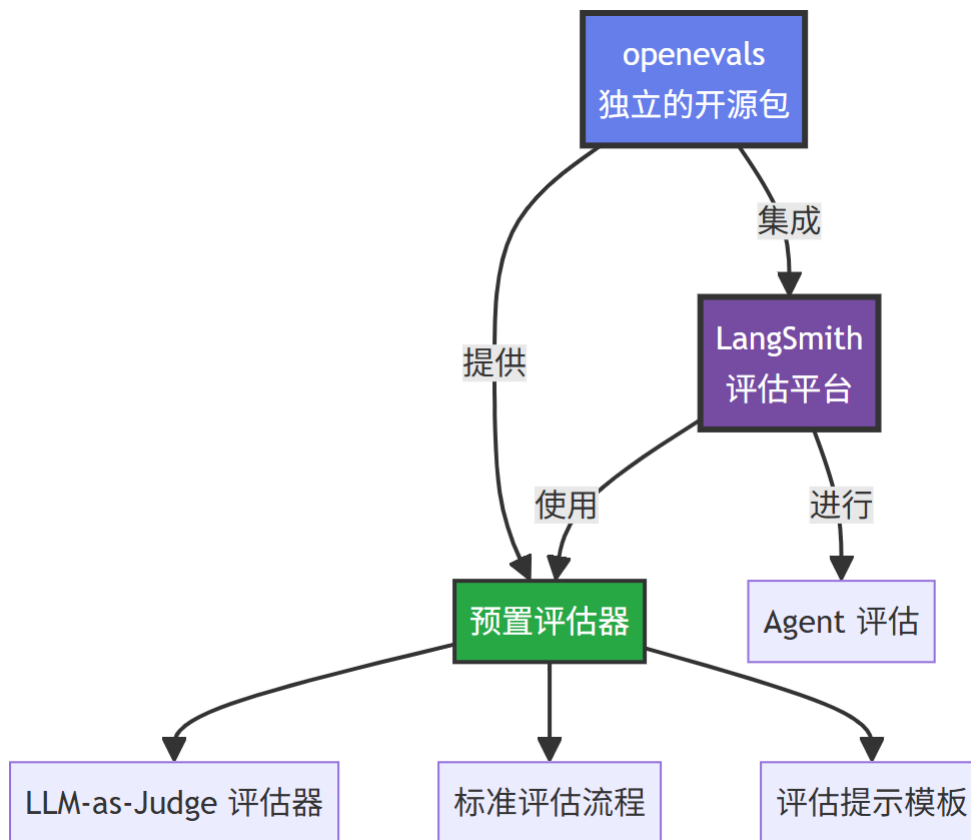 openevals
独立的开源包
集成
LangSmith
评估平台
提供
使用
进行
预置评估器
Agent 评估
LLM-as-Judge 评估器
标准评估流程
评估提示模板